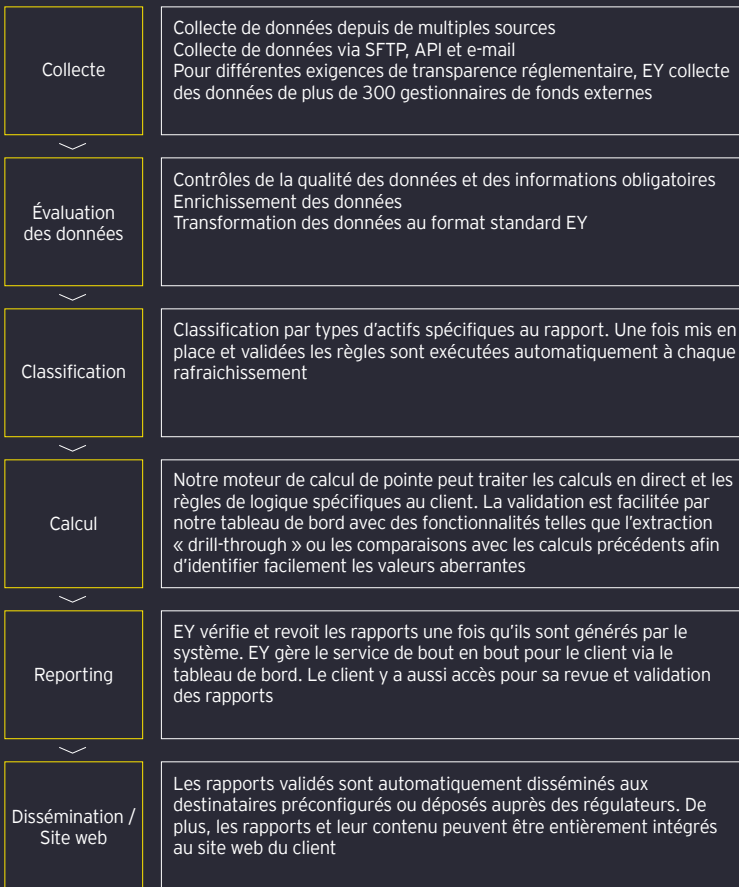 Collecte
Collecte de données depuis de multiples sources
Collecte de données via SFTP, API et e-mail
Pour différentes exigences de transparence réglementaire, EY collecte
des données de plus de 300 gestionnaires de fonds externes
Évaluation
des données
Contrôles de la qualité des données et des informations obligatoires
Enrichissement des données
Transformation des données au format standard EY
Classification
Classification par types d'actifs spécifiques au rapport. Une fois mis en
place et validées les règles sont exécutées automatiquement à chaque
rafraichissement
Calcul
Notre moteur de calcul de pointe peut traiter les calculs en direct et les
règles de logique spécifiques au client. La validation est facilitée par
notre tableau de bord avec des fonctionnalités telles que l'extraction
« drill-through » ou les comparaisons avec les calculs précédents afin
d'identifier facilement les valeurs aberrantes
Reporting
EY vérifie et revoit les rapports une fois qu'ils sont générés par le
système. EY gère le service de bout en bout pour le client via le
tableau de bord. Le client y a aussi accès pour sa revue et validation
des rapports
Dissémination /
Site web
Les rapports validés sont automatiquement disséminés aux
destinataires préconfigurés ou déposés auprès des régulateurs. De
plus, les rapports et leur contenu peuvent être entièrement intégrés
au site web du client